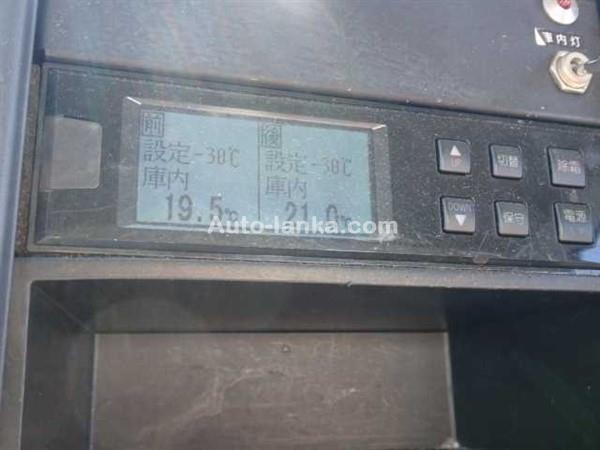 庫内灯
前 後
設定-30℃ 設定-30℃
庫内 庫内
19.5℃ 21.0℃
▲ UP 切替 除霜
DOWN ▼ 保守 電源
Auto-lanka.com